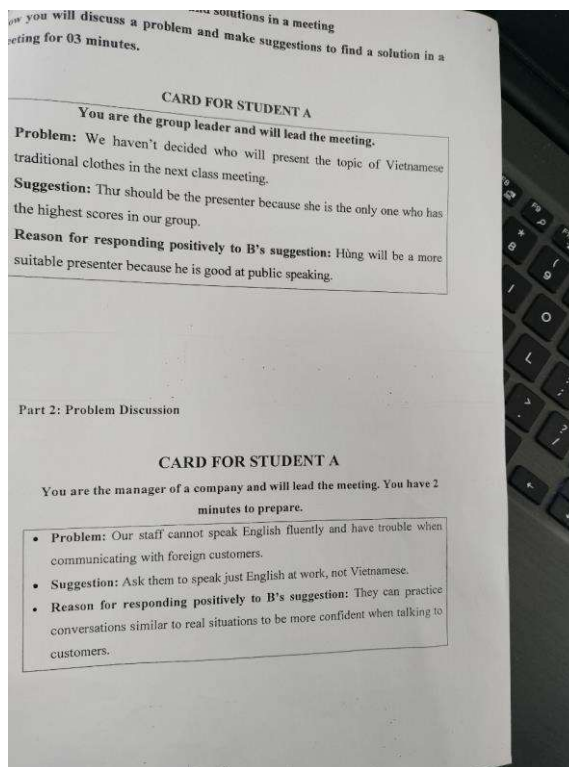 solutions in a meeting
you will discuss a problem and make suggestions to find a solution in a
for 03 minutes.
CARD FOR STUDENT A
You are the group leader and will lead the meeting.
Problem: We haven't decided who will present the topic of Vietnamese
traditional clothes in the next class meeting.
Suggestion: Thư should be the presenter because she is the only one who has
the highest scores in our group.
Reason for responding positively to B's suggestion: Hùng will be a more
suitable presenter because he is good at public speaking.
Part 2: Problem Discussion
CARD FOR STUDENT A
You are the manager of a company and will lead the meeting. You have 2
minutes to prepare.
• Problem: Our staff cannot speak English fluently and have trouble when
communicating with foreign customers.
• Suggestion: Ask them to speak just English at work, not Vietnamese.
• Reason for responding positively to B's suggestion: They can practice
conversations similar to real situations to be more confident when talking to
customers.
F8
F9
*
8
(
9
I
O
L
>
.
?
/